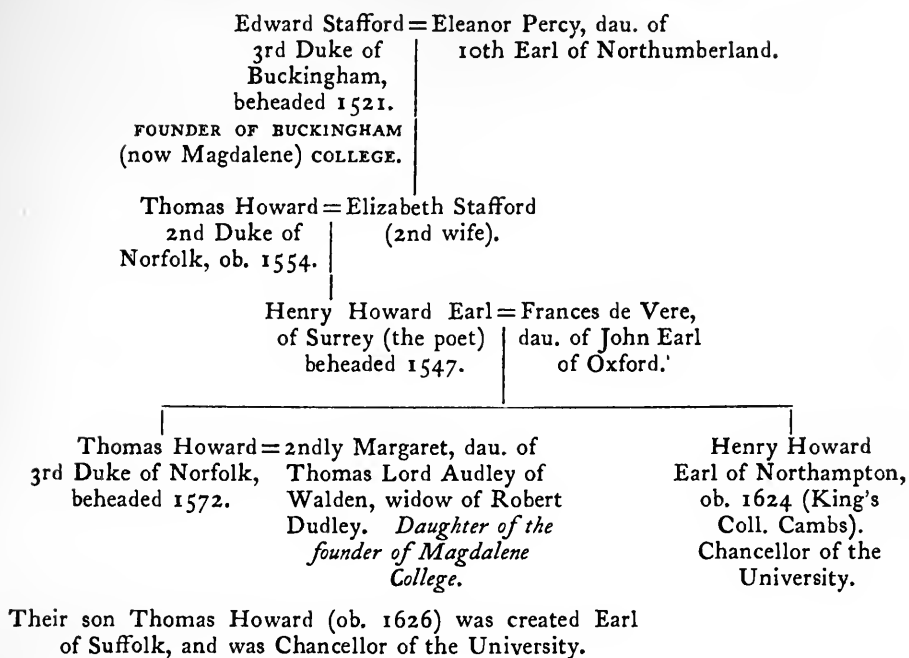 Edward Stafford = Eleanor Percy, dau. of
3rd Duke of
10th Earl of Northumberland.
Buckingham,
beheaded 1521.
FOUNDER OF BUCKINGHAM
(now Magdalene) COLLEGE.
Thomas Howard = Elizabeth Stafford
2nd Duke of
(2nd wife).
Norfolk, ob. 1554.
Henry Howard Earl = Frances de Vere,
of Surrey (the poet)
dau. of John Earl
beheaded 1547.
of Oxford.'
Thomas Howard = 2ndly Margaret, dau. of
3rd Duke of Norfolk,
Thomas Lord Audley of
beheaded 1572.
Walden, widow of Robert
Dudley. Daughter of the
founder of Magdalene
College.
Henry Howard
Earl of Northampton,
ob. 1624 (King's
Coll. Cambs).
Chancellor of the
University.
Their son Thomas Howard (ob. 1626) was created Earl
of Suffolk, and was Chancellor of the University.